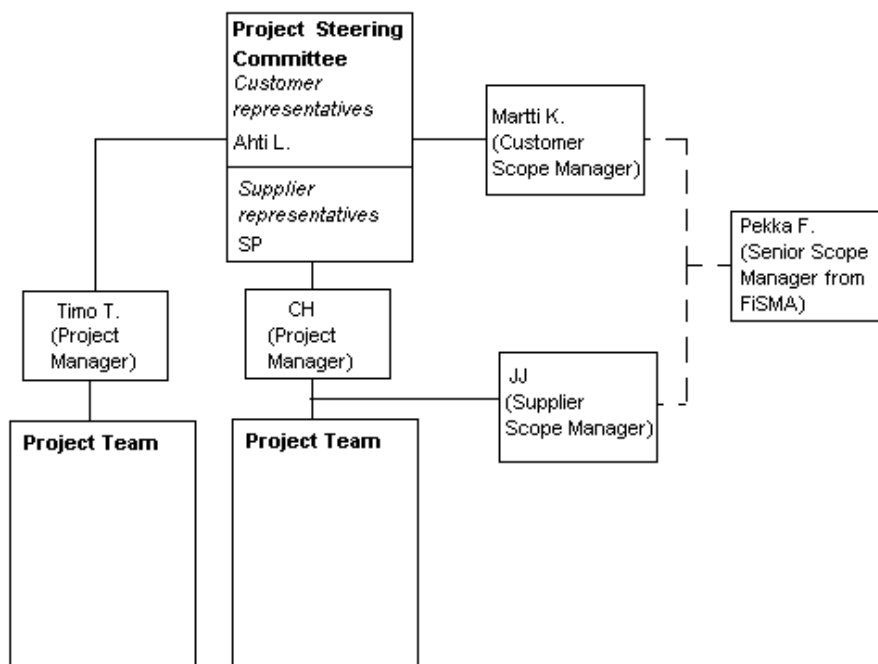 Project Steering
Committee
Customer
representatives
Ahti L.
Supplier
representatives
SP
Martti K.
(Customer
Scope Manager)
Pekka F.
(Senior Scope
Manager from
FiSMA)
Timo T.
(Project
Manager)
CH
(Project
Manager)
JJ
(Supplier
Scope Manager)
Project Team
Project Team